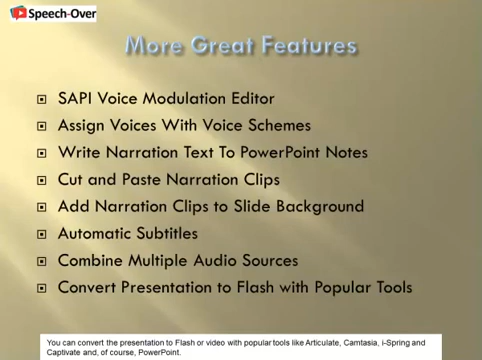 Speech-Over
More Great Features
SAPI Voice Modulation Editor
Assign Voices With Voice Schemes
Write Narration Text To PowerPoint Notes
Cut and Paste Narration Clips
Add Narration Clips to Slide Background
Automatic Subtitles
Combine Multiple Audio Sources
Convert Presentation to Flash with Popular Tools
You can convert the presentation to Flash or video with popular tools like Articulate, Camtasia, i-Spring and
Captivate and, of course, PowerPoint.